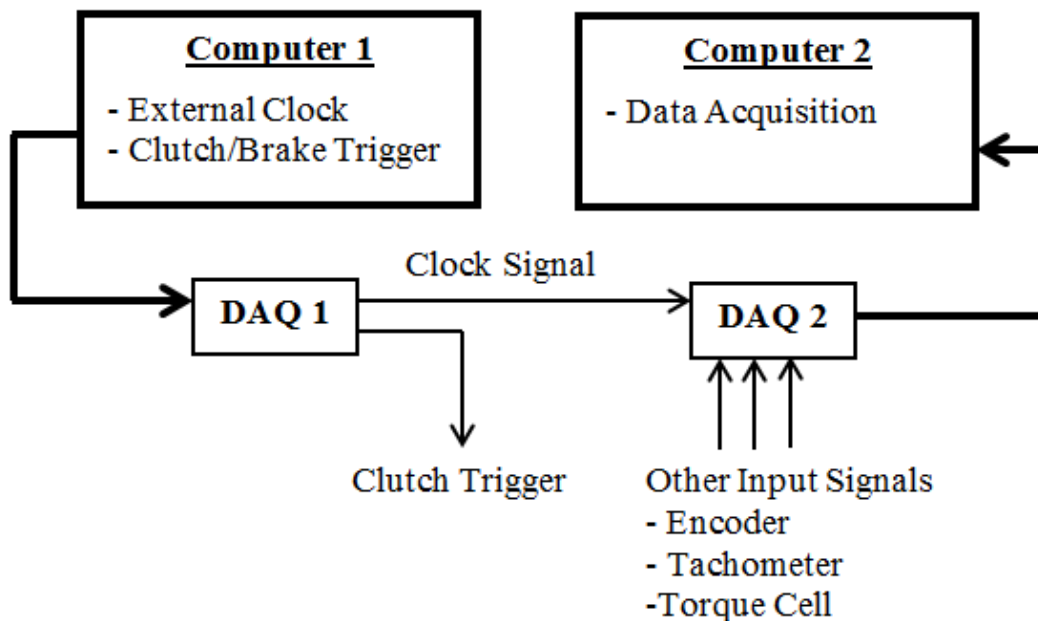 Computer 1
- External Clock
- Clutch/Brake Trigger
Computer 2
- Data Acquisition
Clock Signal
DAQ 1
DAQ 2
Clutch Trigger
Other Input Signals
- Encoder
- Tachometer
-Torque Cell